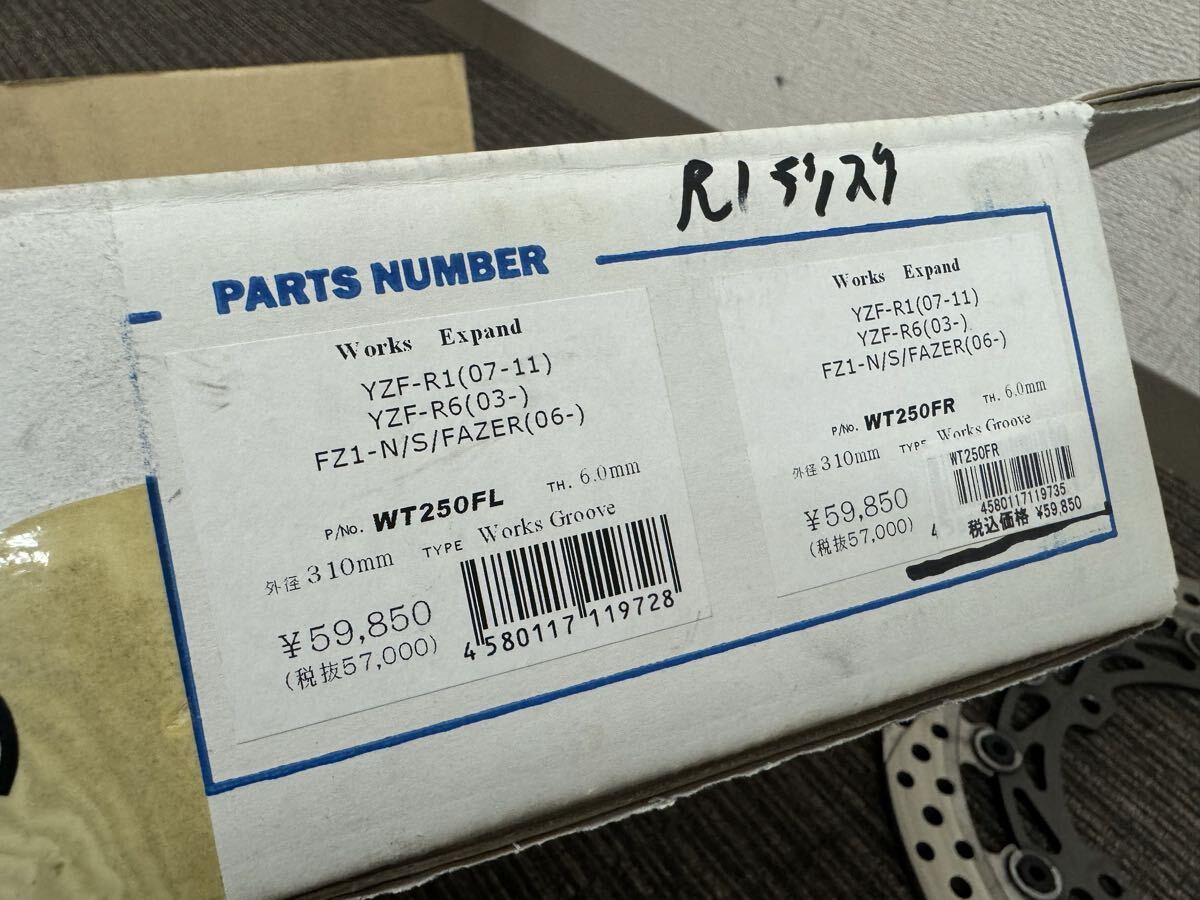 R1ディスク
PARTS NUMBER
Works Expand
YZF-R1(07-11)
YZF-R6(03-)
FZ1-N/S/FAZER(06-)
P/No. WT250FL TH. 6.0mm
外径 310mm TYPE Works Groove
¥59,850
(税抜57,000)
4580117119728
Works Expand
YZF-R1(07-11)
YZF-R6(03-)
FZ1-N/S/FAZER(06-)
P/No. WT250FR TH. 6.0mm
外径 310mm TYPE Works Groove
¥59,850
(税抜57,000)
4
WT250FR
4580117119735
税込価格 ¥59,850